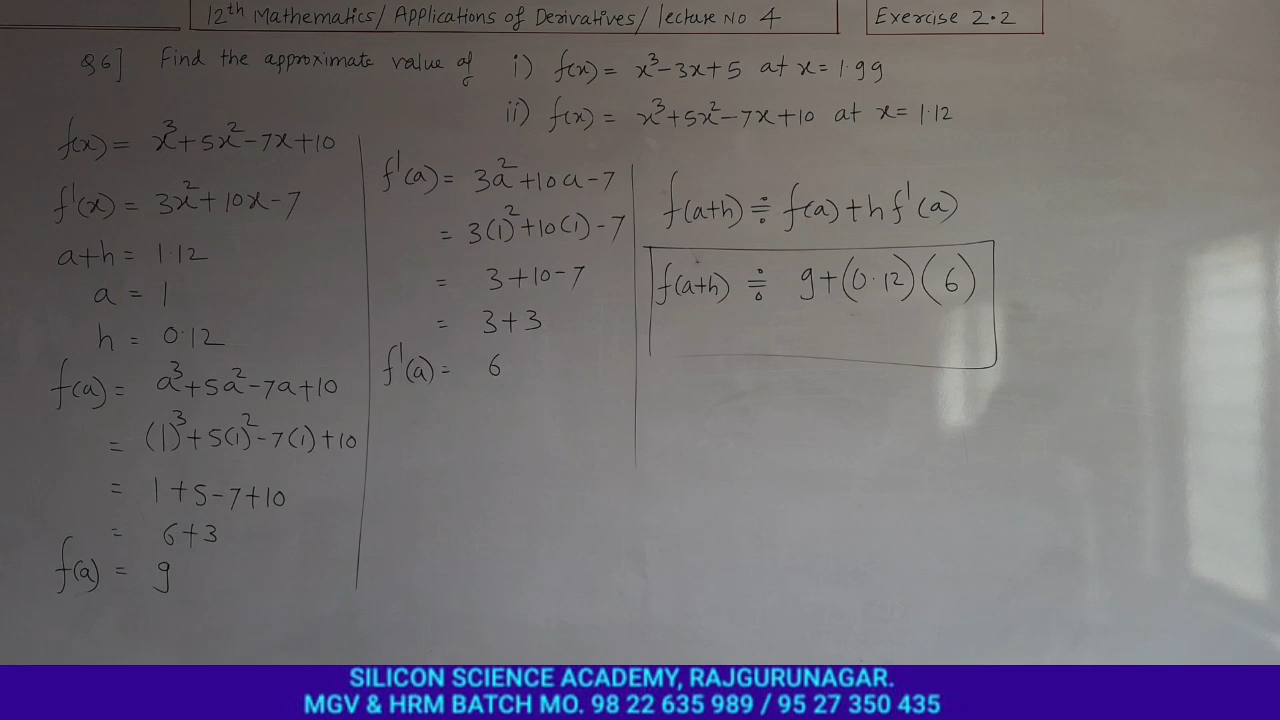 12th Mathematics/ Applications of Derivatives/ lecture No 4
Exercise 2.2
Q6] Find the approximate value of i) f(x) = x³-3x+5 at x= 1.99
ii) f(x) = x³+5x²-7x+10 at x= 1.12
f(x) = x³+5x²-7x+10
f'(x) = 3x²+10x-7
a+h = 1.12
a = 1
h = 0.12
f(a) = a³+5a²-7a+10
= (1)³+5(1)²-7(1)+10
= 1+5-7+10
= 6+3
f(a) = 9
f'(a) = 3a²+10a-7
= 3(1)²+10(1)-7
= 3+10-7
= 3+3
f'(a) = 6
f(a+h) ≑ f(a)+h f'(a)
f(a+h) ≑ 9+(0.12)(6)
SILICON SCIENCE ACADEMY, RAJGURUNAGAR.
MGV & HRM BATCH MO. 98 22 635 989 / 95 27 350 435